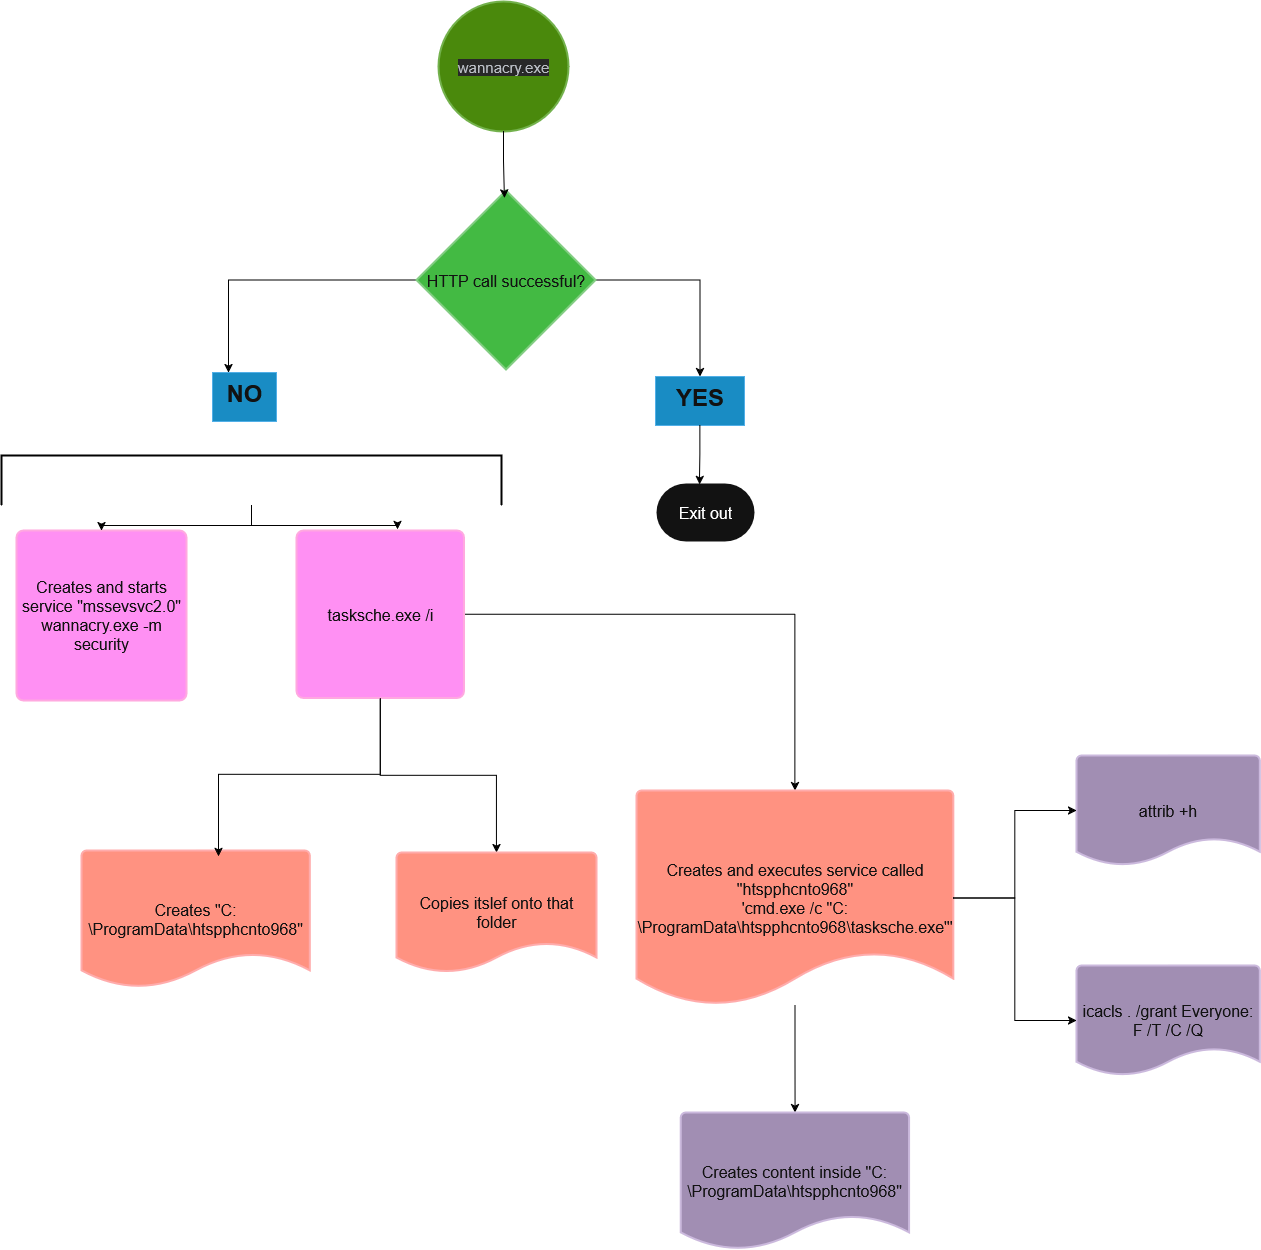 wannacry.exe
HTTP call successful?
NO
YES
Exit out
Creates and starts
service "mssevsvc2.0"
wannacry.exe -m
security
tasksche.exe /i
attrib +h
Creates "C:
\ProgramData\htspphcnto968"
Copies itslef onto that
folder
Creates and executes service called
"htspphcnto968"
'cmd.exe /c "C:
\ProgramData\htspphcnto968\tasksche.exe"'
icacls . /grant Everyone:
F /T /C /Q
Creates content inside "C:
\ProgramData\htspphcnto968"